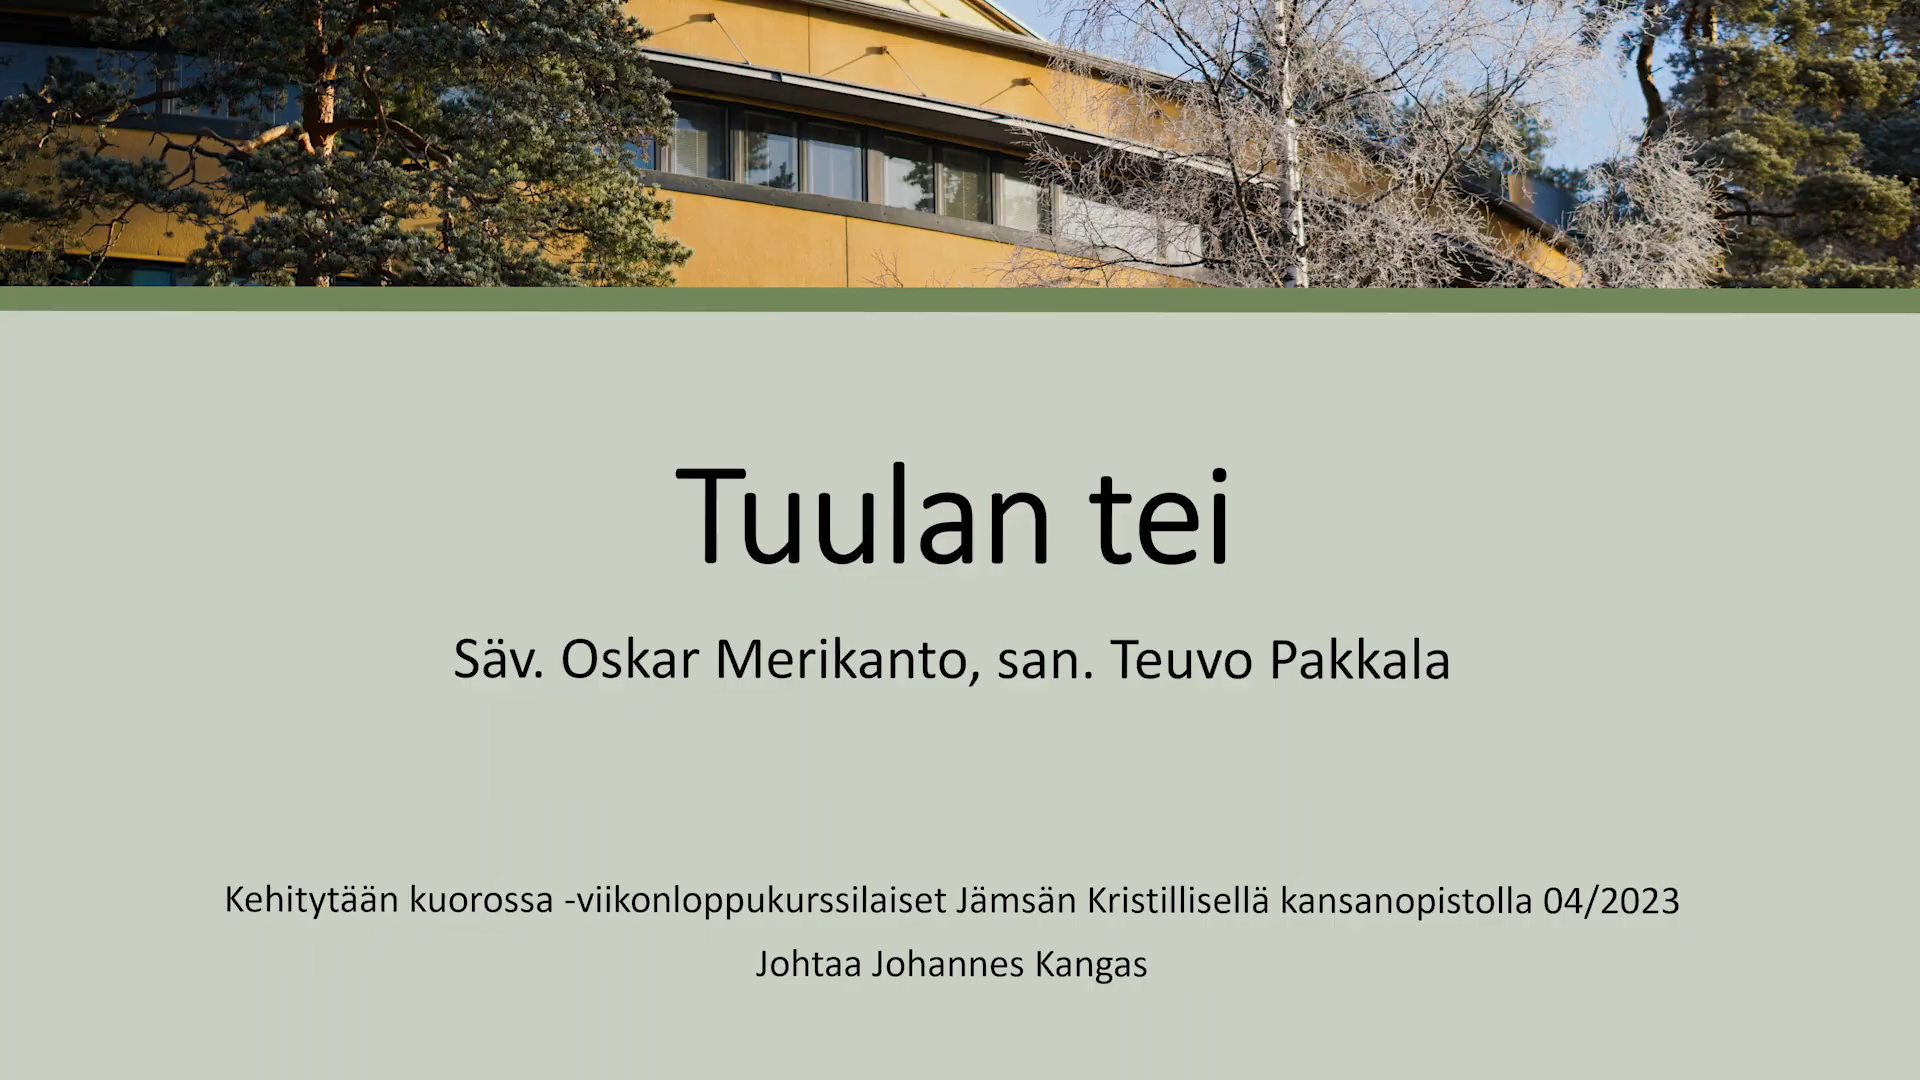 Tuulan tei
Säv. Oskar Merikanto, san. Teuvo Pakkala
Kehitytään kuorossa -viikonloppukurssilaiset Jämsän Kristillisellä kansanopistolla 04/2023
Johtaa Johannes Kangas